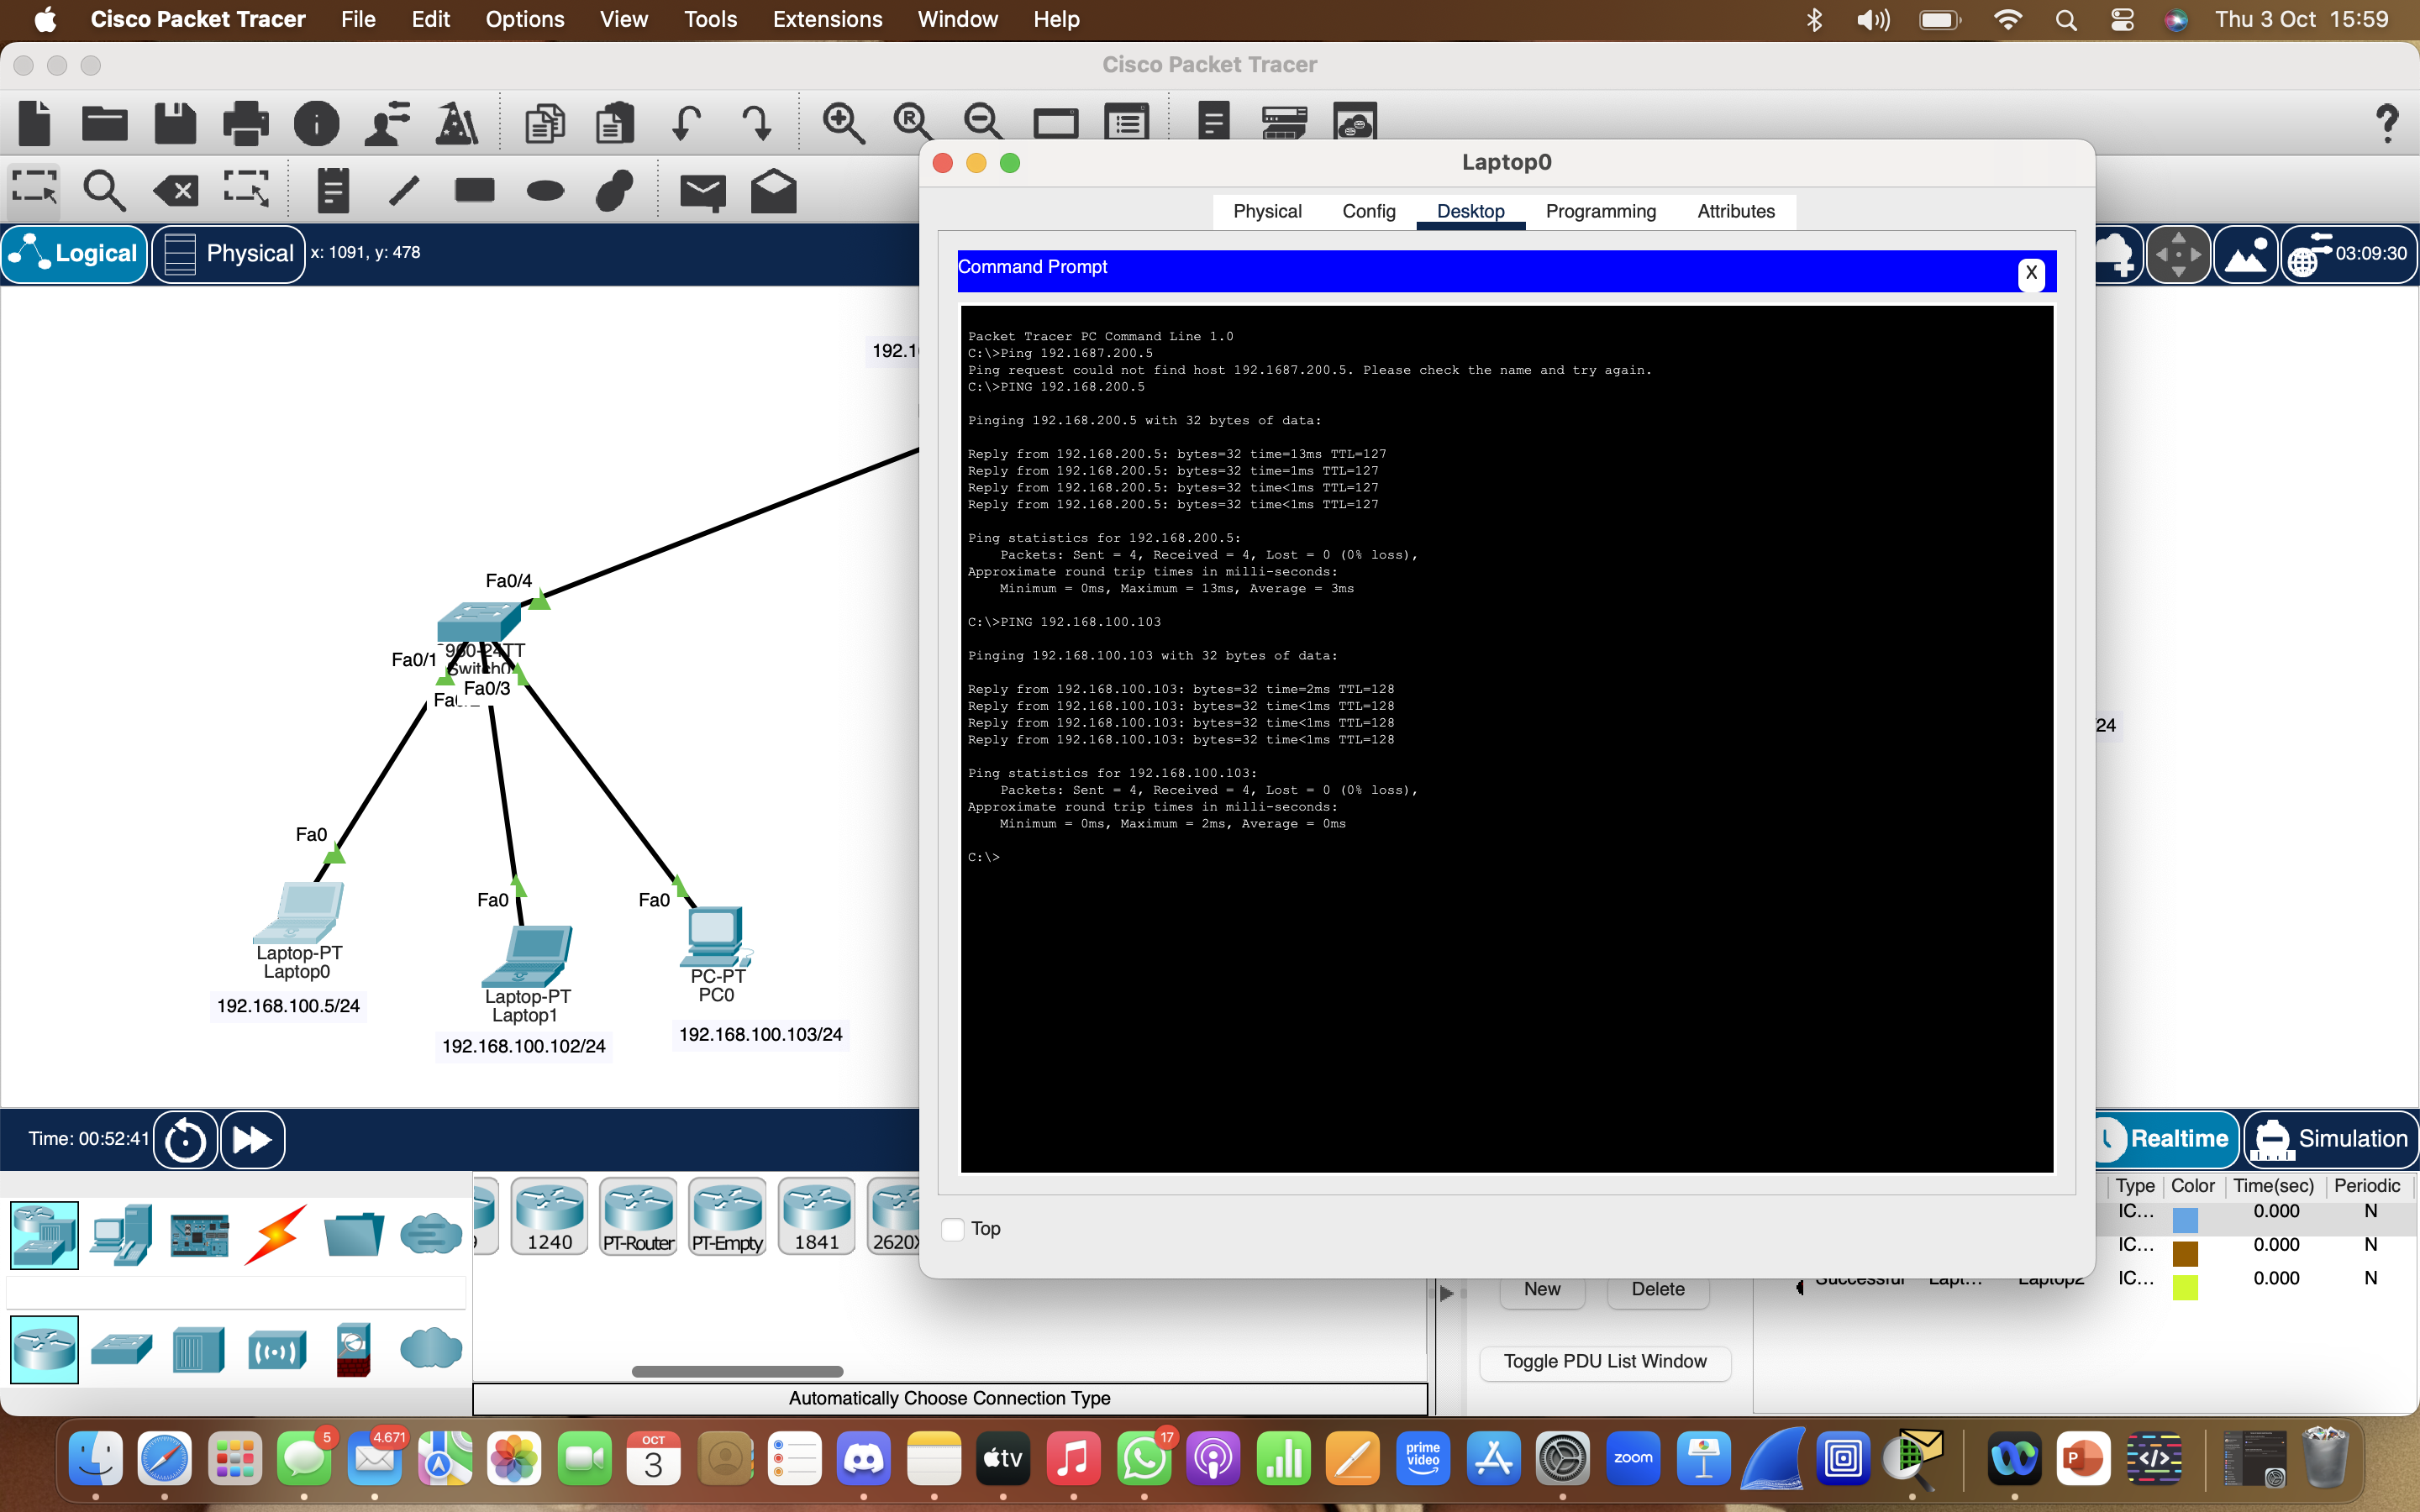 Cisco Packet Tracer File Edit Options View Tools Extensions Window Help Thu 3 Oct 15:59
Cisco Packet Tracer
Laptop0
Physical Config Desktop Programming Attributes
Logical Physical x: 1091, y: 478
03:09:30
Command Prompt X
Packet Tracer PC Command Line 1.0
C:\>Ping 192.1687.200.5
Ping request could not find host 192.1687.200.5. Please check the name and try again.
C:\>PING 192.168.200.5
Pinging 192.168.200.5 with 32 bytes of data:
Reply from 192.168.200.5: bytes=32 time=13ms TTL=127
Reply from 192.168.200.5: bytes=32 time=1ms TTL=127
Reply from 192.168.200.5: bytes=32 time<1ms TTL=127
Reply from 192.168.200.5: bytes=32 time<1ms TTL=127
Ping statistics for 192.168.200.5:
Packets: Sent = 4, Received = 4, Lost = 0 (0% loss),
Approximate round trip times in milli-seconds:
Minimum = 0ms, Maximum = 13ms, Average = 3ms
C:\>PING 192.168.100.103
Pinging 192.168.100.103 with 32 bytes of data:
Reply from 192.168.100.103: bytes=32 time=2ms TTL=128
Reply from 192.168.100.103: bytes=32 time<1ms TTL=128
Reply from 192.168.100.103: bytes=32 time<1ms TTL=128
Reply from 192.168.100.103: bytes=32 time<1ms TTL=128
Ping statistics for 192.168.100.103:
Packets: Sent = 4, Received = 4, Lost = 0 (0% loss),
Approximate round trip times in milli-seconds:
Minimum = 0ms, Maximum = 2ms, Average = 0ms
C:\>
Top
192.1
Fa0/4
960-24TT
Fa0/1
Switch0
Fa0/3
Fa0
Fa0
Fa0
Laptop-PT
Laptop0
192.168.100.5/24
Laptop-PT
Laptop1
192.168.100.102/24
PC-PT
PC0
192.168.100.103/24
24
Time: 00:52:41
Realtime Simulation
1240 PT-Router PT-Empty 1841 2620X
Type Color Time(sec) Periodic
IC... 0.000 N
IC... 0.000 N
Successful Lapt... Laptop2 IC... 0.000 N
New Delete
Toggle PDU List Window
Automatically Choose Connection Type
5
4.671
OCT
3
tv
17
prime
video
zoom
P